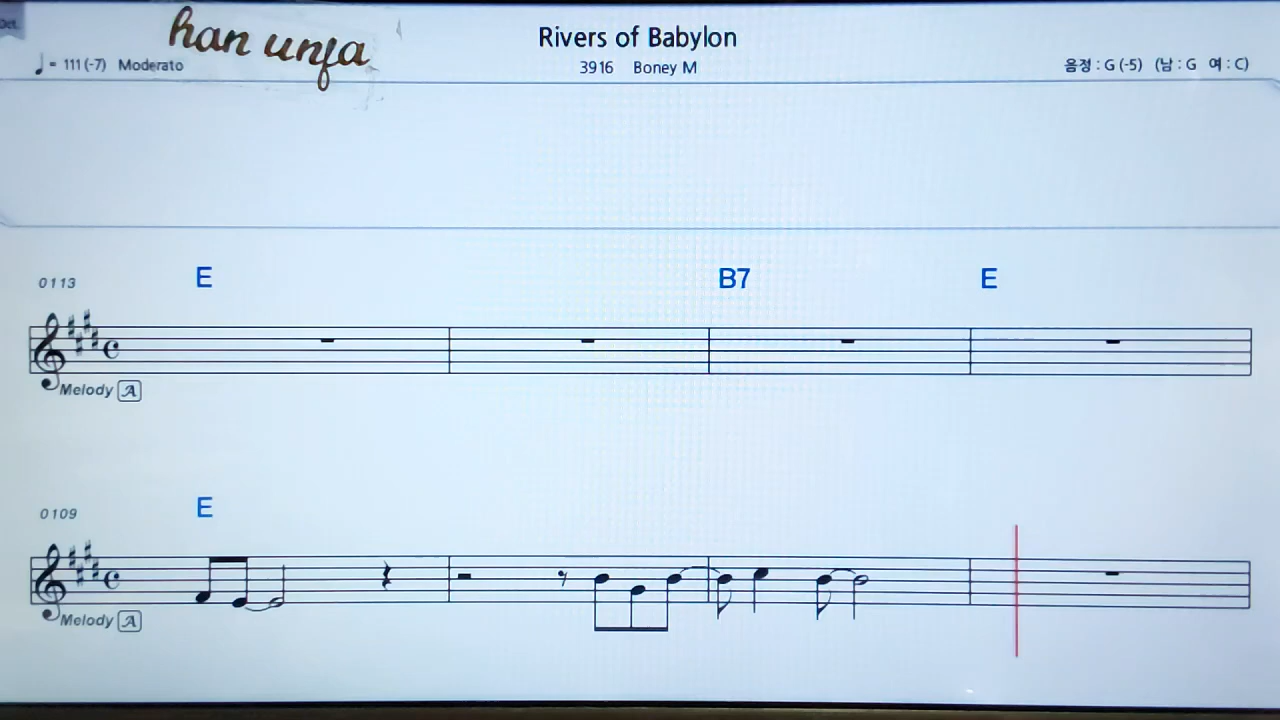 han unfa
Rivers of Babylon
♩ = 111 (-7) Moderato
3916 Boney M
음정 : G (-5) (남 : G 여 : C)
0113 E B7 E
Melody A
0109 E
Melody A